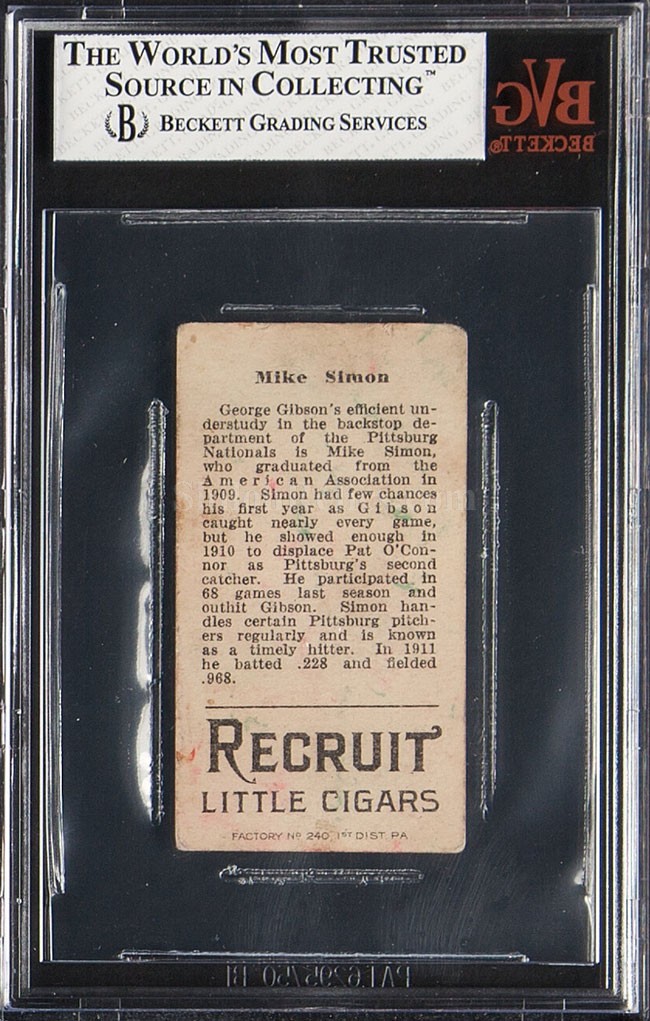 THE WORLD'S MOST TRUSTED
SOURCE IN COLLECTING™
B BECKETT GRADING SERVICES
BVG
BECKETT®
Mike Simon
George Gibson's efficient un-
derstudy in the backstop de-
partment of the Pittsburg
Nationals is Mike Simon,
who graduated from the
American Association in
1909. Simon had few chances
his first year as Gibson
caught nearly every game,
but he showed enough in
1910 to displace Pat O'Con-
nor as Pittsburg's second
catcher. He participated in
68 games last season and
outhit Gibson. Simon han-
dles certain Pittsburg pitch-
ers regularly and is known
as a timely hitter. In 1911
he batted .228 and fielded
.968.
RECRUIT
LITTLE CIGARS
FACTORY Nº 240, 1ST DIST. PA